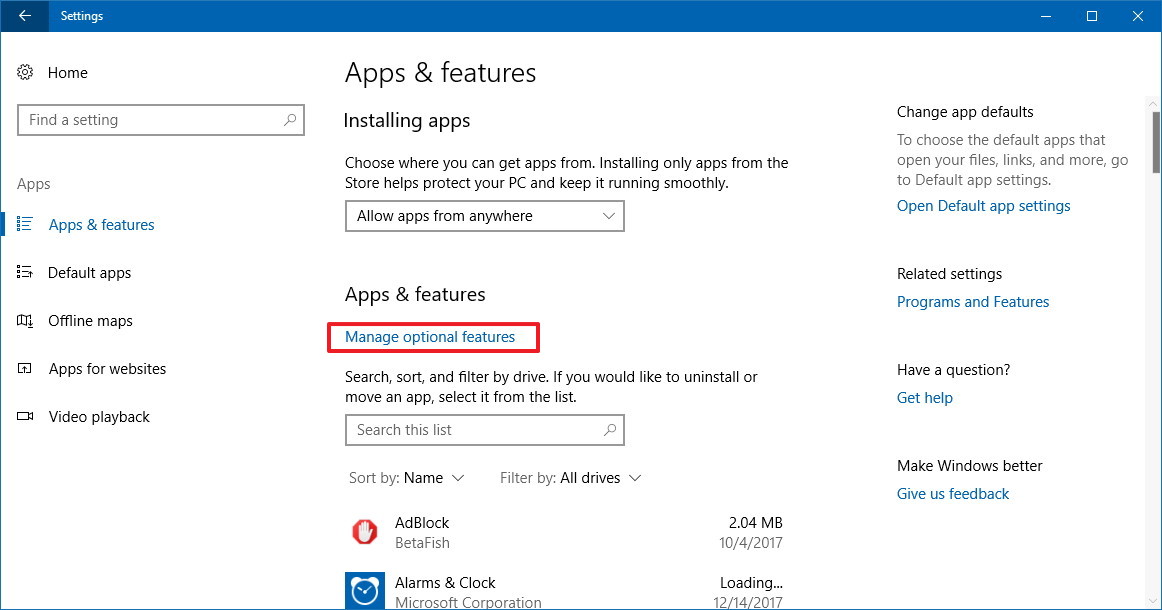 Settings
Home
Find a setting
Apps
Apps & features
Default apps
Offline maps
Apps for websites
Video playback
Apps & features
Installing apps
Choose where you can get apps from. Installing only apps from the
Store helps protect your PC and keep it running smoothly.
Allow apps from anywhere
Apps & features
Manage optional features
Search, sort, and filter by drive. If you would like to uninstall or
move an app, select it from the list.
Search this list
Sort by: Name Filter by: All drives
AdBlock 2.04 MB
BetaFish 10/4/2017
Alarms & Clock Loading...
Microsoft Corporation 12/14/2017
Change app defaults
To choose the default apps that
open your files, links, and more, go
to Default app settings.
Open Default app settings
Related settings
Programs and Features
Have a question?
Get help
Make Windows better
Give us feedback